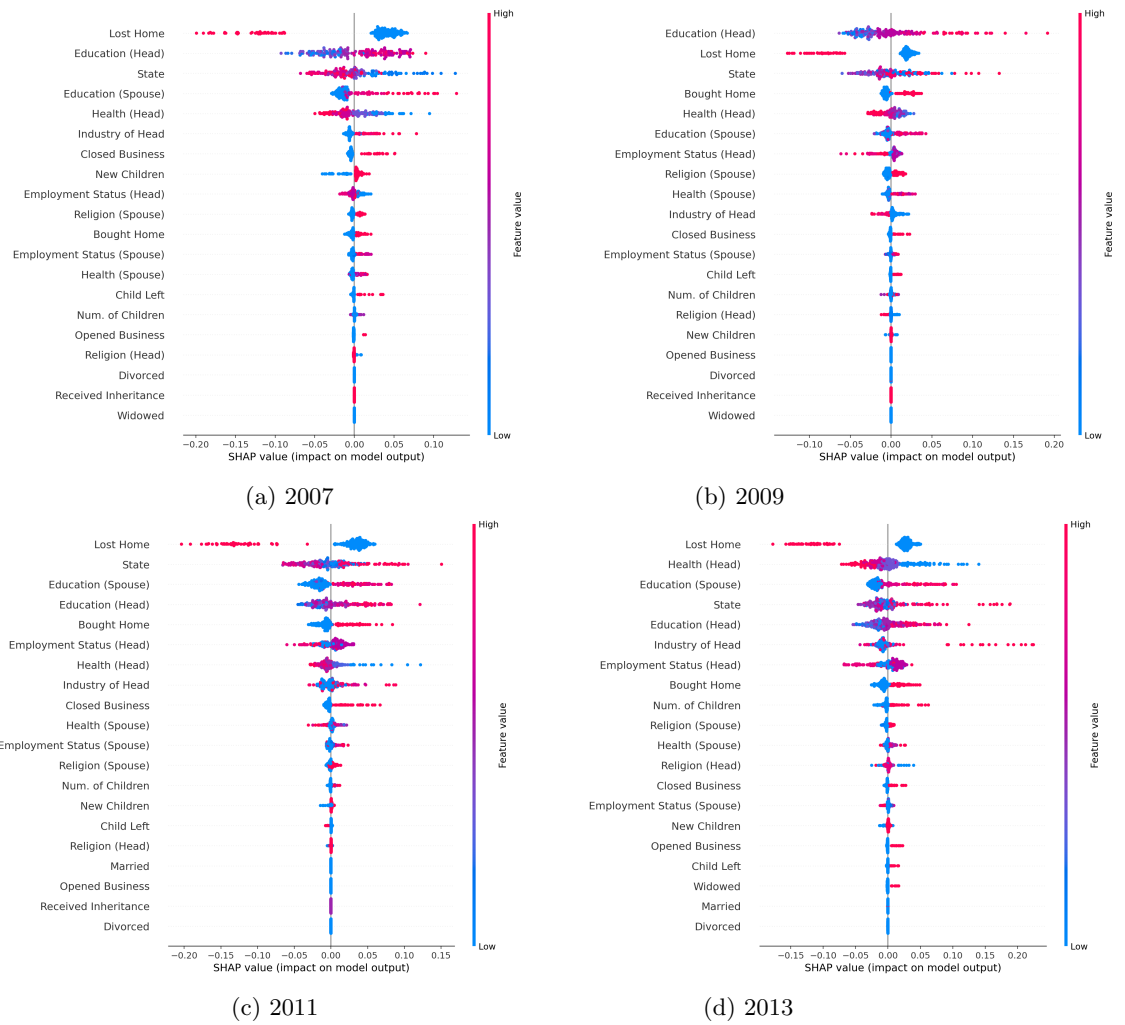 High
Lost Home
Education (Head)
State
Education (Spouse)
Health (Head)
Industry of Head
Closed Business
New Children
Employment Status (Head)
Religion (Spouse)
Bought Home
Employment Status (Spouse)
Health (Spouse)
Child Left
Num. of Children
Opened Business
Religion (Head)
Divorced
Received Inheritance
Widowed
Feature value
Low
−0.20 −0.15 −0.10 −0.05 0.00 0.05 0.10
SHAP value (impact on model output)
(a) 2007
High
Education (Head)
Lost Home
State
Bought Home
Health (Head)
Education (Spouse)
Employment Status (Head)
Religion (Spouse)
Health (Spouse)
Industry of Head
Closed Business
Employment Status (Spouse)
Child Left
Num. of Children
Religion (Head)
New Children
Opened Business
Divorced
Received Inheritance
Widowed
Feature value
Low
−0.10 −0.05 0.00 0.05 0.10 0.15 0.20
SHAP value (impact on model output)
(b) 2009
High
Lost Home
State
Education (Spouse)
Education (Head)
Bought Home
Employment Status (Head)
Health (Head)
Industry of Head
Closed Business
Health (Spouse)
Employment Status (Spouse)
Religion (Spouse)
Num. of Children
New Children
Child Left
Religion (Head)
Married
Opened Business
Received Inheritance
Divorced
Feature value
Low
−0.20 −0.15 −0.10 −0.05 0.00 0.05 0.10 0.15
SHAP value (impact on model output)
(c) 2011
High
Lost Home
Health (Head)
Education (Spouse)
State
Education (Head)
Industry of Head
Employment Status (Head)
Bought Home
Num. of Children
Religion (Spouse)
Health (Spouse)
Religion (Head)
Closed Business
Employment Status (Spouse)
New Children
Opened Business
Child Left
Widowed
Married
Divorced
Feature value
Low
−0.15 −0.10 −0.05 0.00 0.05 0.10 0.15 0.20
SHAP value (impact on model output)
(d) 2013